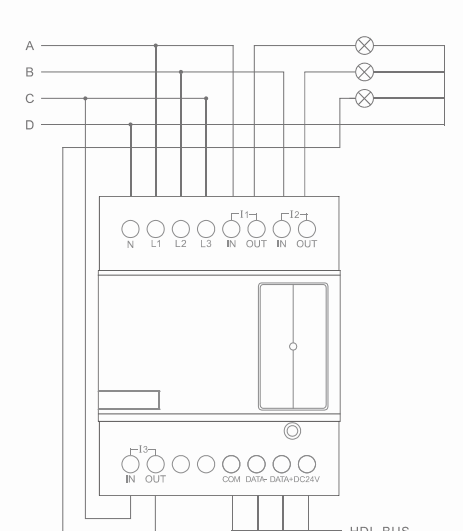 A
B
C
D
I1 I2
N L1 L2 L3 IN OUT IN OUT
I3
IN OUT COM DATA- DATA+ DC24V
HDL-BUS